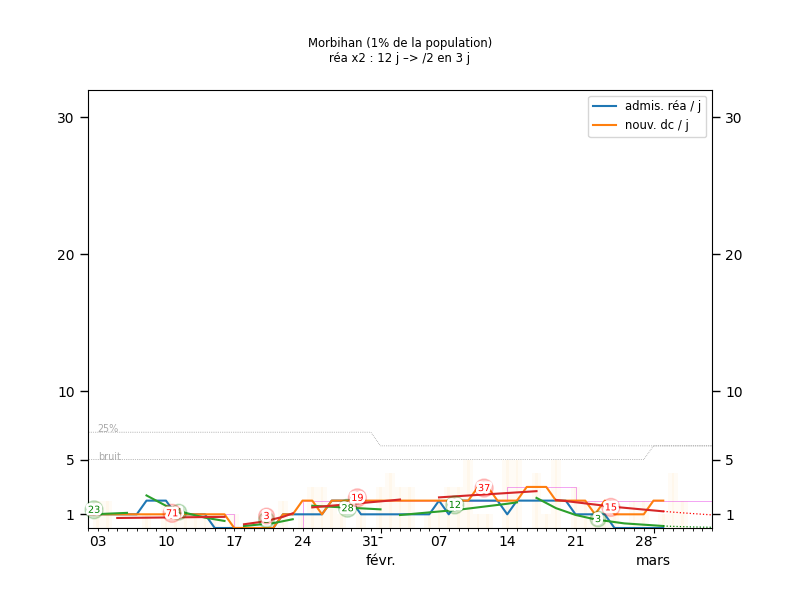 Morbihan (1% de la population)
réa x2 : 12 j –> /2 en 3 j
admis. réa / j
nouv. dc / j
30 30
20 20
10 10
25%
bruit
5 5
1 1
23 71 3 19 28 12 37 15 3
03 10 17 24 31 07 14 21 28
févr. mars